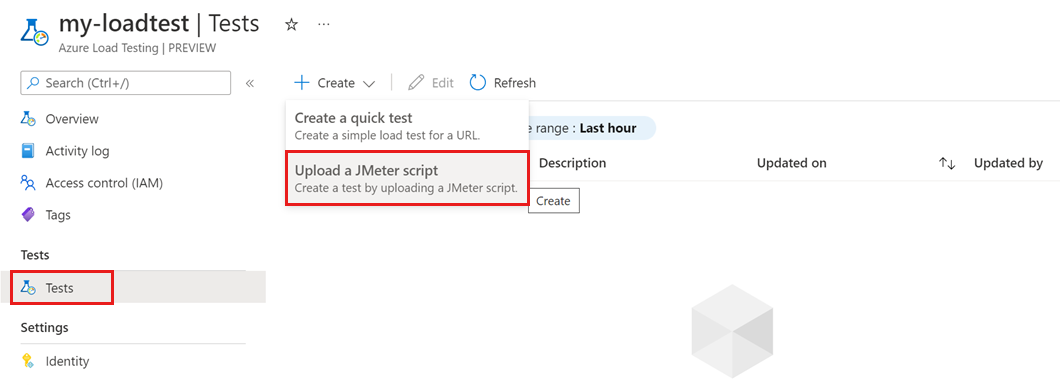 my-loadtest | Tests
Azure Load Testing | PREVIEW
Search (Ctrl+/)
Overview
Activity log
Access control (IAM)
Tags
Tests
Tests
Settings
Identity
Create
Edit
Refresh
Create a quick test
Create a simple load test for a URL.
Upload a JMeter script
Create a test by uploading a JMeter script.
e range : Last hour
Description Updated on Updated by
Create